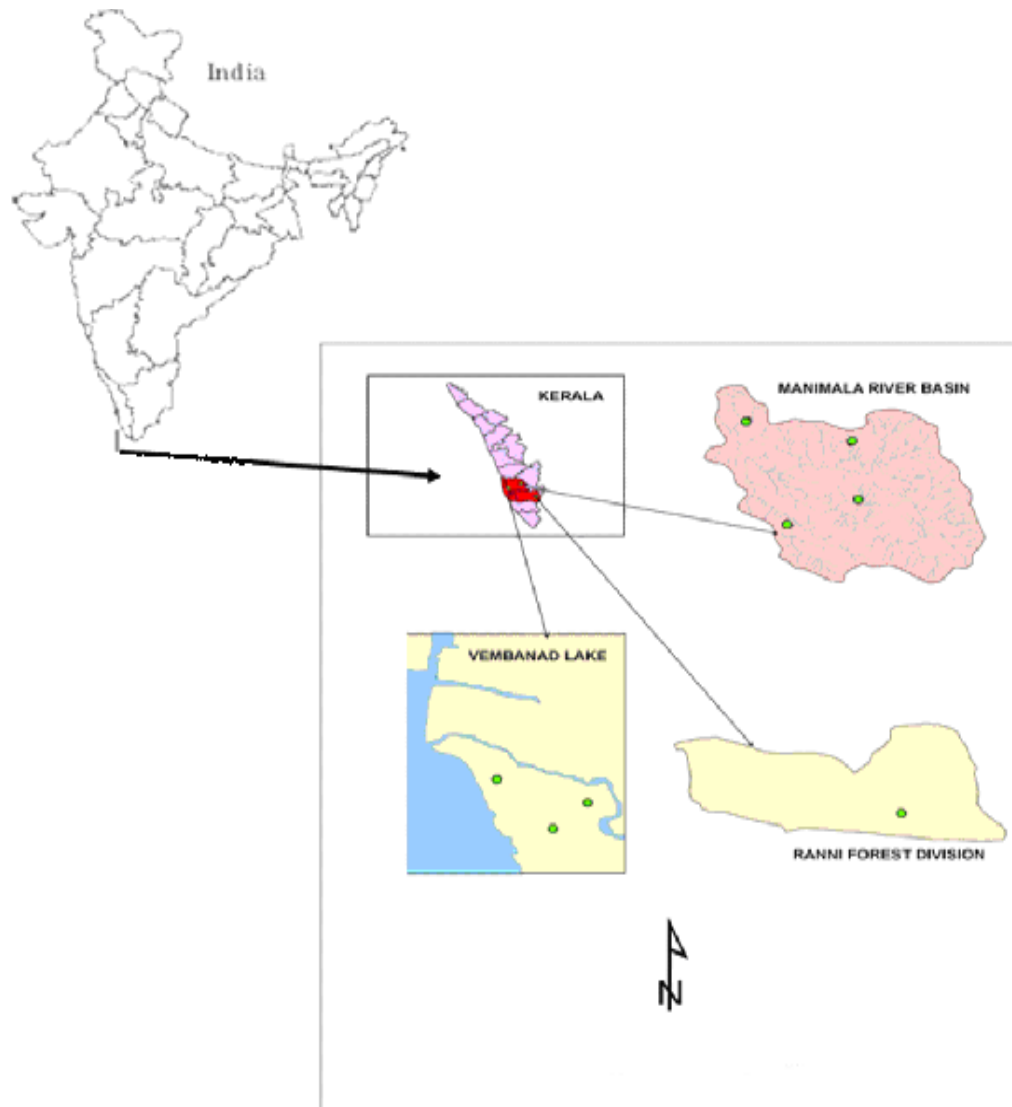 India
KERALA
MANIMALA RIVER BASIN
VEMBANAD LAKE
RANNI FOREST DIVISION
N